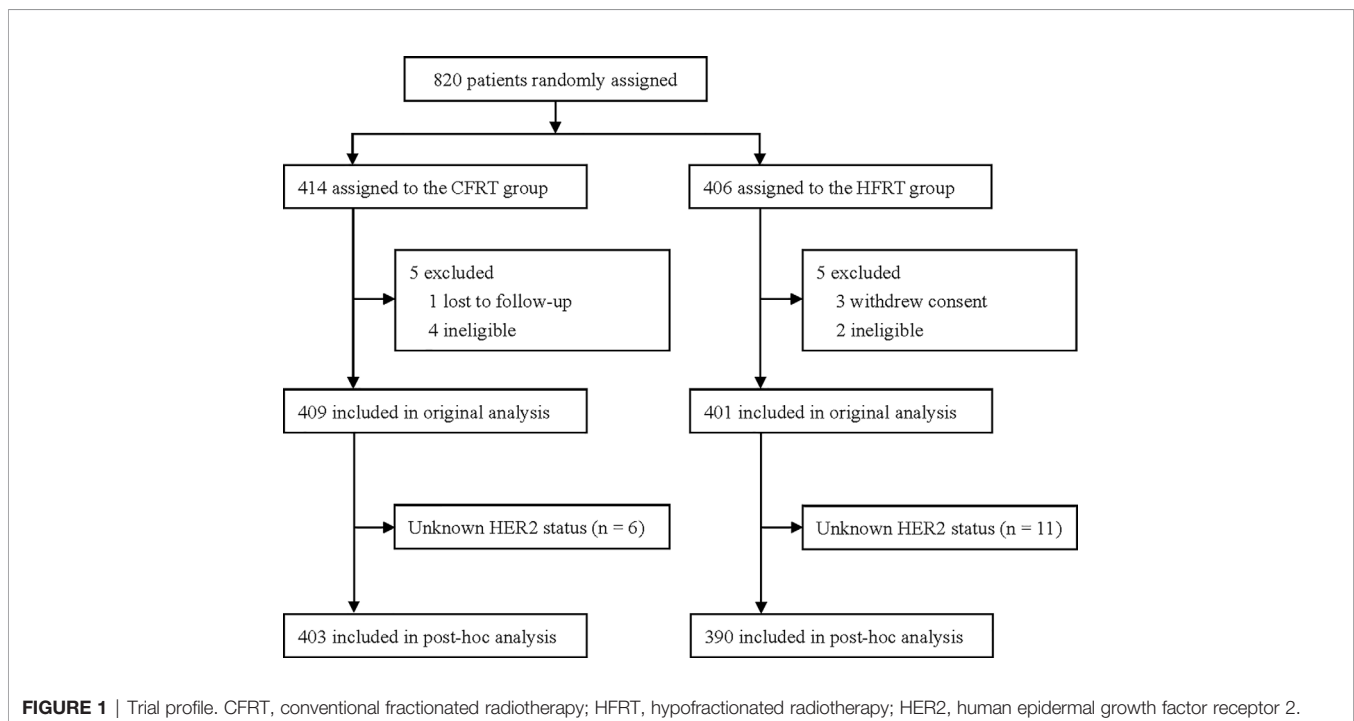 820 patients randomly assigned
414 assigned to the CFRT group
406 assigned to the HFRT group
5 excluded
1 lost to follow-up
4 ineligible
5 excluded
3 withdrew consent
2 ineligible
409 included in original analysis
401 included in original analysis
Unknown HER2 status (n = 6)
Unknown HER2 status (n = 11)
403 included in post-hoc analysis
390 included in post-hoc analysis
FIGURE 1 | Trial profile. CFRT, conventional fractionated radiotherapy; HFRT, hypofractionated radiotherapy; HER2, human epidermal growth factor receptor 2.